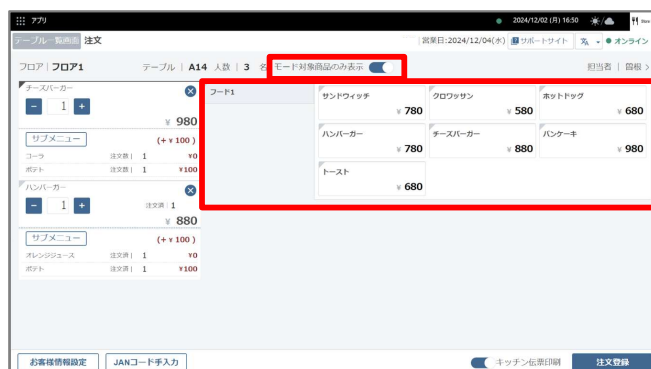 アプリ 2024/12/02 (月) 16:50
テーブル一覧画面 注文 営業日:2024/12/04(水) サポートサイト オンライン
フロア | フロア1 テーブル | A14 人数 | 3 名 モード対象商品のみ表示 担当者 | 曽根 >
チーズバーガー
- 1 +
¥ 980
サブメニュー (+ ¥ 100 )
コーラ 注文数 | 1 ¥0
ポテト 注文数 | 1 ¥100
ハンバーガー
- 1 + 注文済 | 1
¥ 880
サブメニュー (+ ¥ 100 )
オレンジジュース 注文済 | 1 ¥0
ポテト 注文済 | 1 ¥100
フード1
サンドウィッチ ¥ 780
クロワッサン ¥ 580
ホットドッグ ¥ 680
ハンバーガー ¥ 780
チーズバーガー ¥ 880
パンケーキ ¥ 980
トースト ¥ 680
お客様情報設定 JANコード手入力 キッチン伝票印刷 注文登録